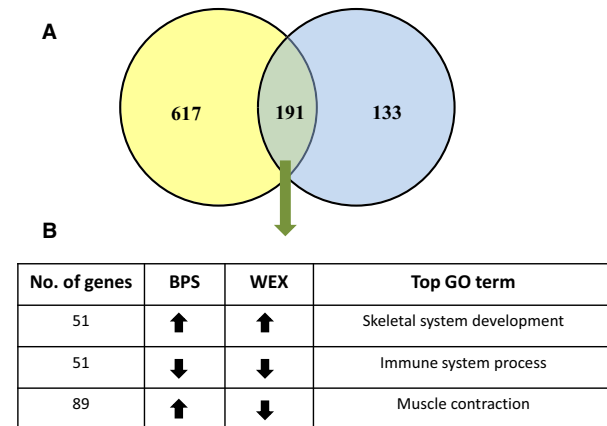 A
617 191 133
B
No. of genes BPS WEX Top GO term
51 Skeletal system development
51 Immune system process
89 Muscle contraction